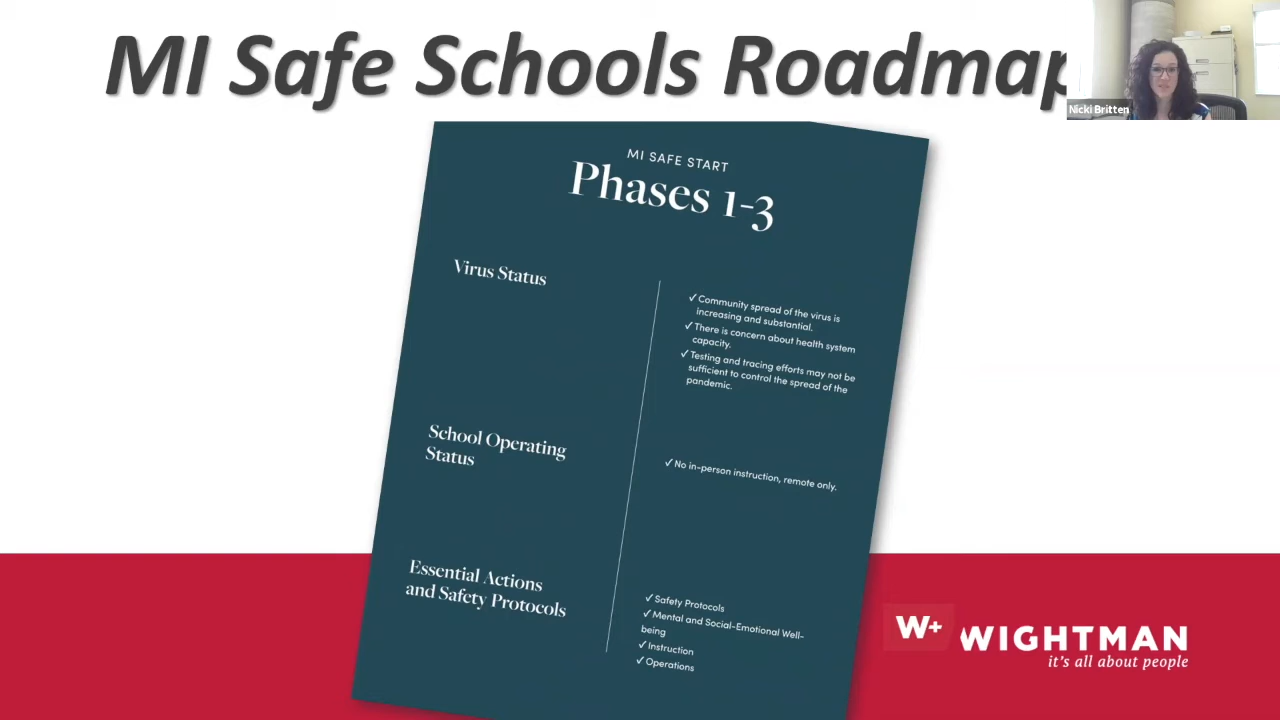 MI Safe Schools Roadmap
Nicki Britten
MI SAFE START
Phases 1-3
Virus Status
✓ Community spread of the virus is
increasing and substantial.
✓ There is concern about health system
capacity.
✓ Testing and tracing efforts may not be
sufficient to control the spread of the
pandemic.
School Operating
Status
✓ No in-person instruction, remote only.
Essential Actions
and Safety Protocols
✓ Safety Protocols
✓ Mental and Social-Emotional Well-
being
✓ Instruction
✓ Operations
W+ WIGHTMAN
it's all about people